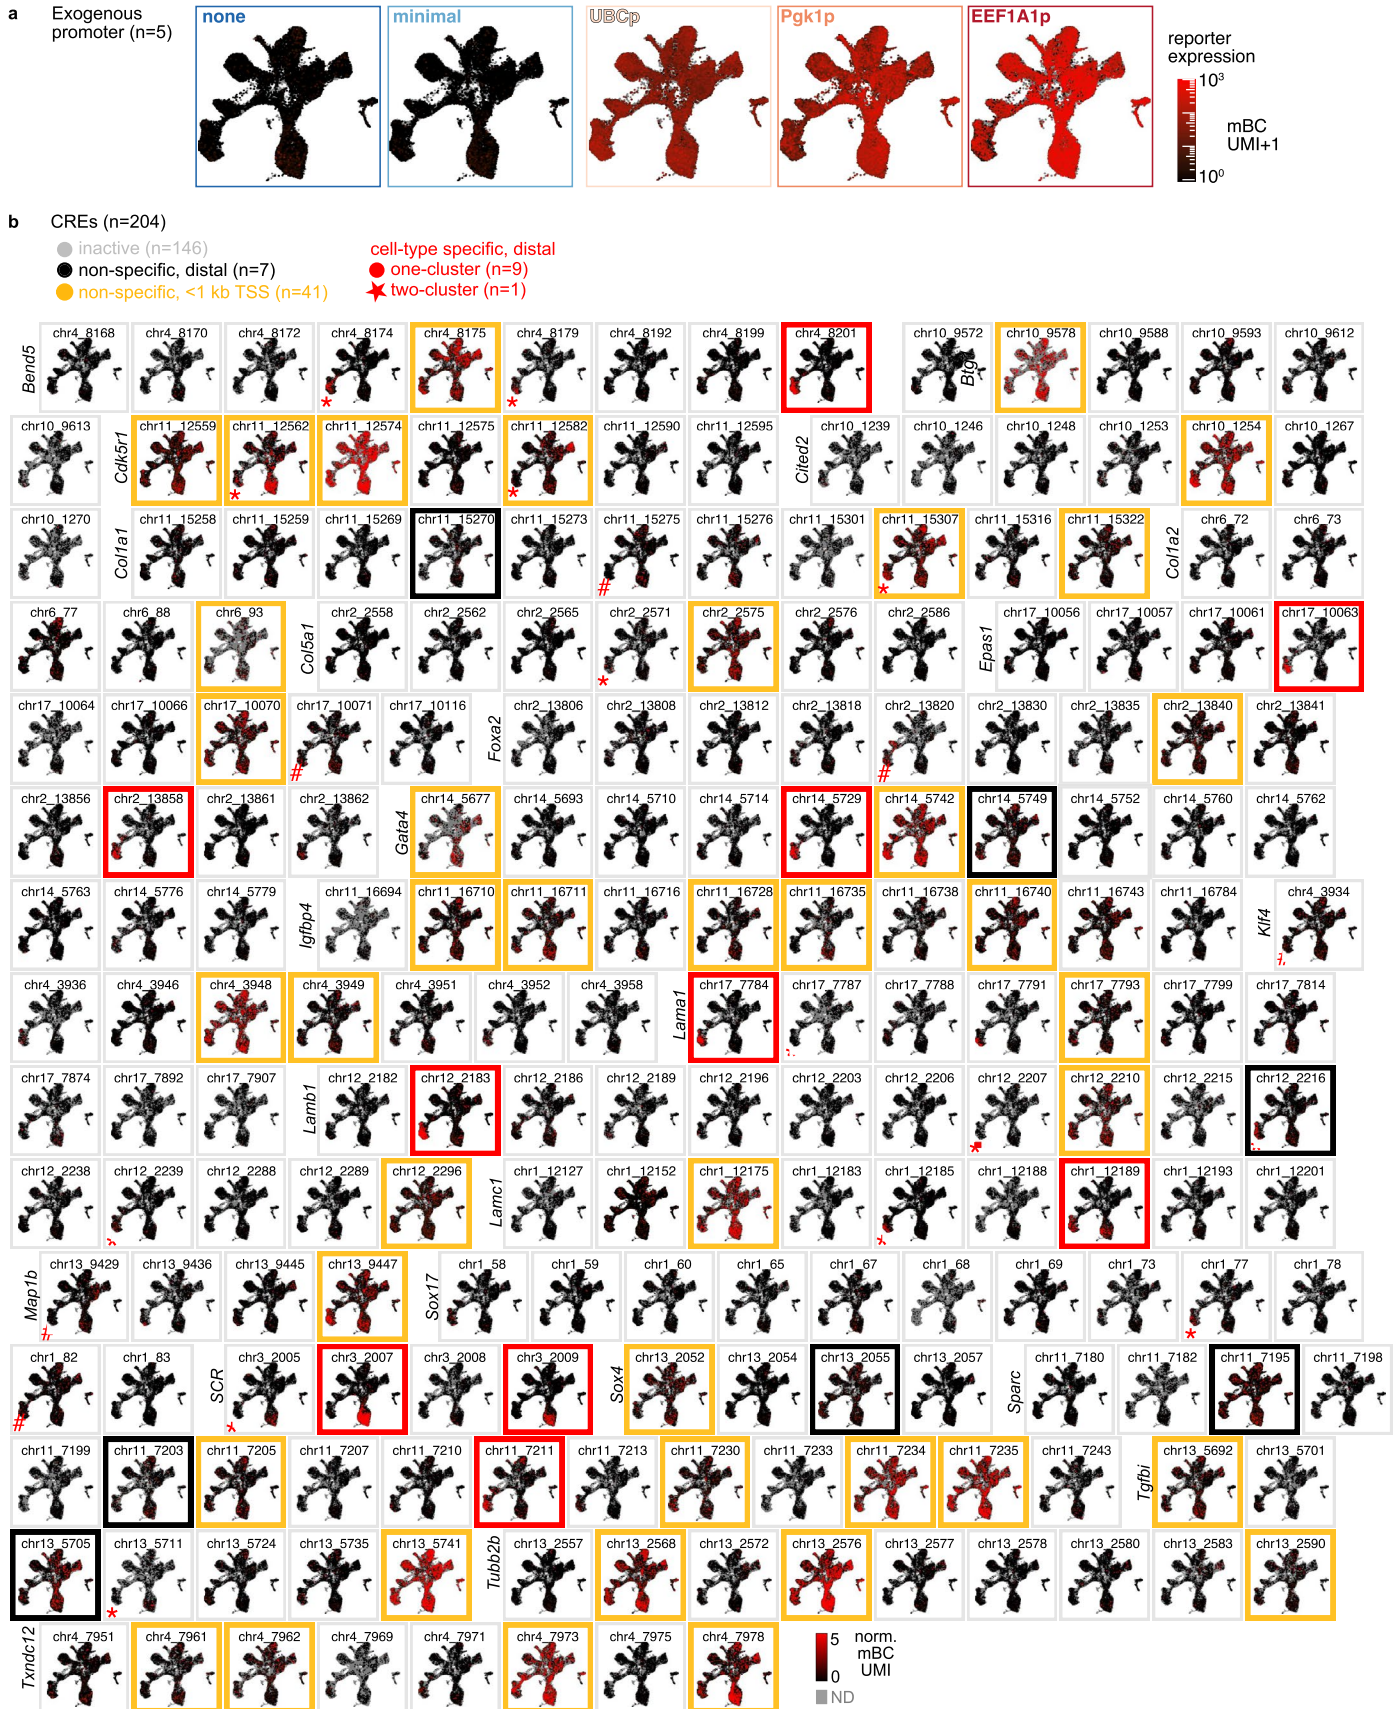 a
Exogenous
promoter (n=5)
none
minimal
UBCp
Pgk1p
EEF1A1p
reporter
expression
10³
mBC
UMI+1
10⁰
b
CREs (n=204)
inactive (n=146)
non-specific, distal (n=7)
non-specific, <1 kb TSS (n=41)
cell-type specific, distal
one-cluster (n=9)
two-cluster (n=1)
Bend5 chr4_8168 chr4_8170 chr4_8172 chr4_8174 chr4_8175 chr4_8179 chr4_8192 chr4_8199 chr4_8201 chr10_9572 chr10_9578 chr10_9588 chr10_9593 chr10_9612
* *
chr10_9613 Cdk5r1 chr11_12559 chr11_12562 chr11_12574 chr11_12575 chr11_12582 chr11_12590 chr11_12595 Cited2 chr10_1239 chr10_1246 chr10_1248 chr10_1253 chr10_1254 chr10_1267
* *
chr10_1270 Col1a1 chr11_15258 chr11_15259 chr11_15269 chr11_15270 chr11_15273 chr11_15275 chr11_15276 chr11_15301 chr11_15307 chr11_15316 chr11_15322 Col1a2 chr6_72 chr6_73
# *
chr6_77 chr6_88 chr6_93 Col5a1 chr2_2558 chr2_2562 chr2_2565 chr2_2571 chr2_2575 chr2_2576 chr2_2586 Epas1 chr17_10056 chr17_10057 chr17_10061 chr17_10063
*
chr17_10064 chr17_10066 chr17_10070 chr17_10071 chr17_10116 Foxa2 chr2_13806 chr2_13808 chr2_13812 chr2_13818 chr2_13820 chr2_13830 chr2_13835 chr2_13840 chr2_13841
# #
chr2_13856 chr2_13858 chr2_13861 chr2_13862 Gata4 chr14_5677 chr14_5693 chr14_5710 chr14_5714 chr14_5729 chr14_5742 chr14_5749 chr14_5752 chr14_5760 chr14_5762
chr14_5763 chr14_5776 chr14_5779 Igfbp4 chr11_16694 chr11_16710 chr11_16711 chr11_16716 chr11_16728 chr11_16735 chr11_16738 chr11_16740 chr11_16743 chr11_16784 Klf4 chr4_3934
#
chr4_3936 chr4_3946 chr4_3948 chr4_3949 chr4_3951 chr4_3952 chr4_3958 Lama1 chr17_7784 chr17_7787 chr17_7788 chr17_7791 chr17_7793 chr17_7799 chr17_7814
chr17_7874 chr17_7892 chr17_7907 Lamb1 chr12_2182 chr12_2183 chr12_2186 chr12_2189 chr12_2196 chr12_2203 chr12_2206 chr12_2207 chr12_2210 chr12_2215 chr12_2216
*
chr12_2238 chr12_2239 chr12_2288 chr12_2289 chr12_2296 Lamc1 chr1_12127 chr1_12152 chr1_12175 chr1_12183 chr1_12185 chr1_12188 chr1_12189 chr1_12193 chr1_12201
* *
Map1b chr13_9429 chr13_9436 chr13_9445 chr13_9447 Sox17 chr1_58 chr1_59 chr1_60 chr1_65 chr1_67 chr1_68 chr1_69 chr1_73 chr1_77 chr1_78
# *
chr1_82 chr1_83 SCR chr3_2005 chr3_2007 chr3_2008 chr3_2009 Sox4 chr13_2052 chr13_2054 chr13_2055 chr13_2057 Sparc chr11_7180 chr11_7182 chr11_7195 chr11_7198
# *
chr11_7199 chr11_7203 chr11_7205 chr11_7207 chr11_7210 chr11_7211 chr11_7213 chr11_7230 chr11_7233 chr11_7234 chr11_7235 chr11_7243 Tgfbi chr13_5692 chr13_5701
chr13_5705 chr13_5711 chr13_5724 chr13_5735 chr13_5741 Tubb2b chr13_2557 chr13_2568 chr13_2572 chr13_2576 chr13_2577 chr13_2578 chr13_2580 chr13_2583 chr13_2590
*
Txndc12 chr4_7951 chr4_7961 chr4_7962 chr4_7969 chr4_7971 chr4_7973 chr4_7975 chr4_7978
5
0
norm.
mBC
UMI
ND